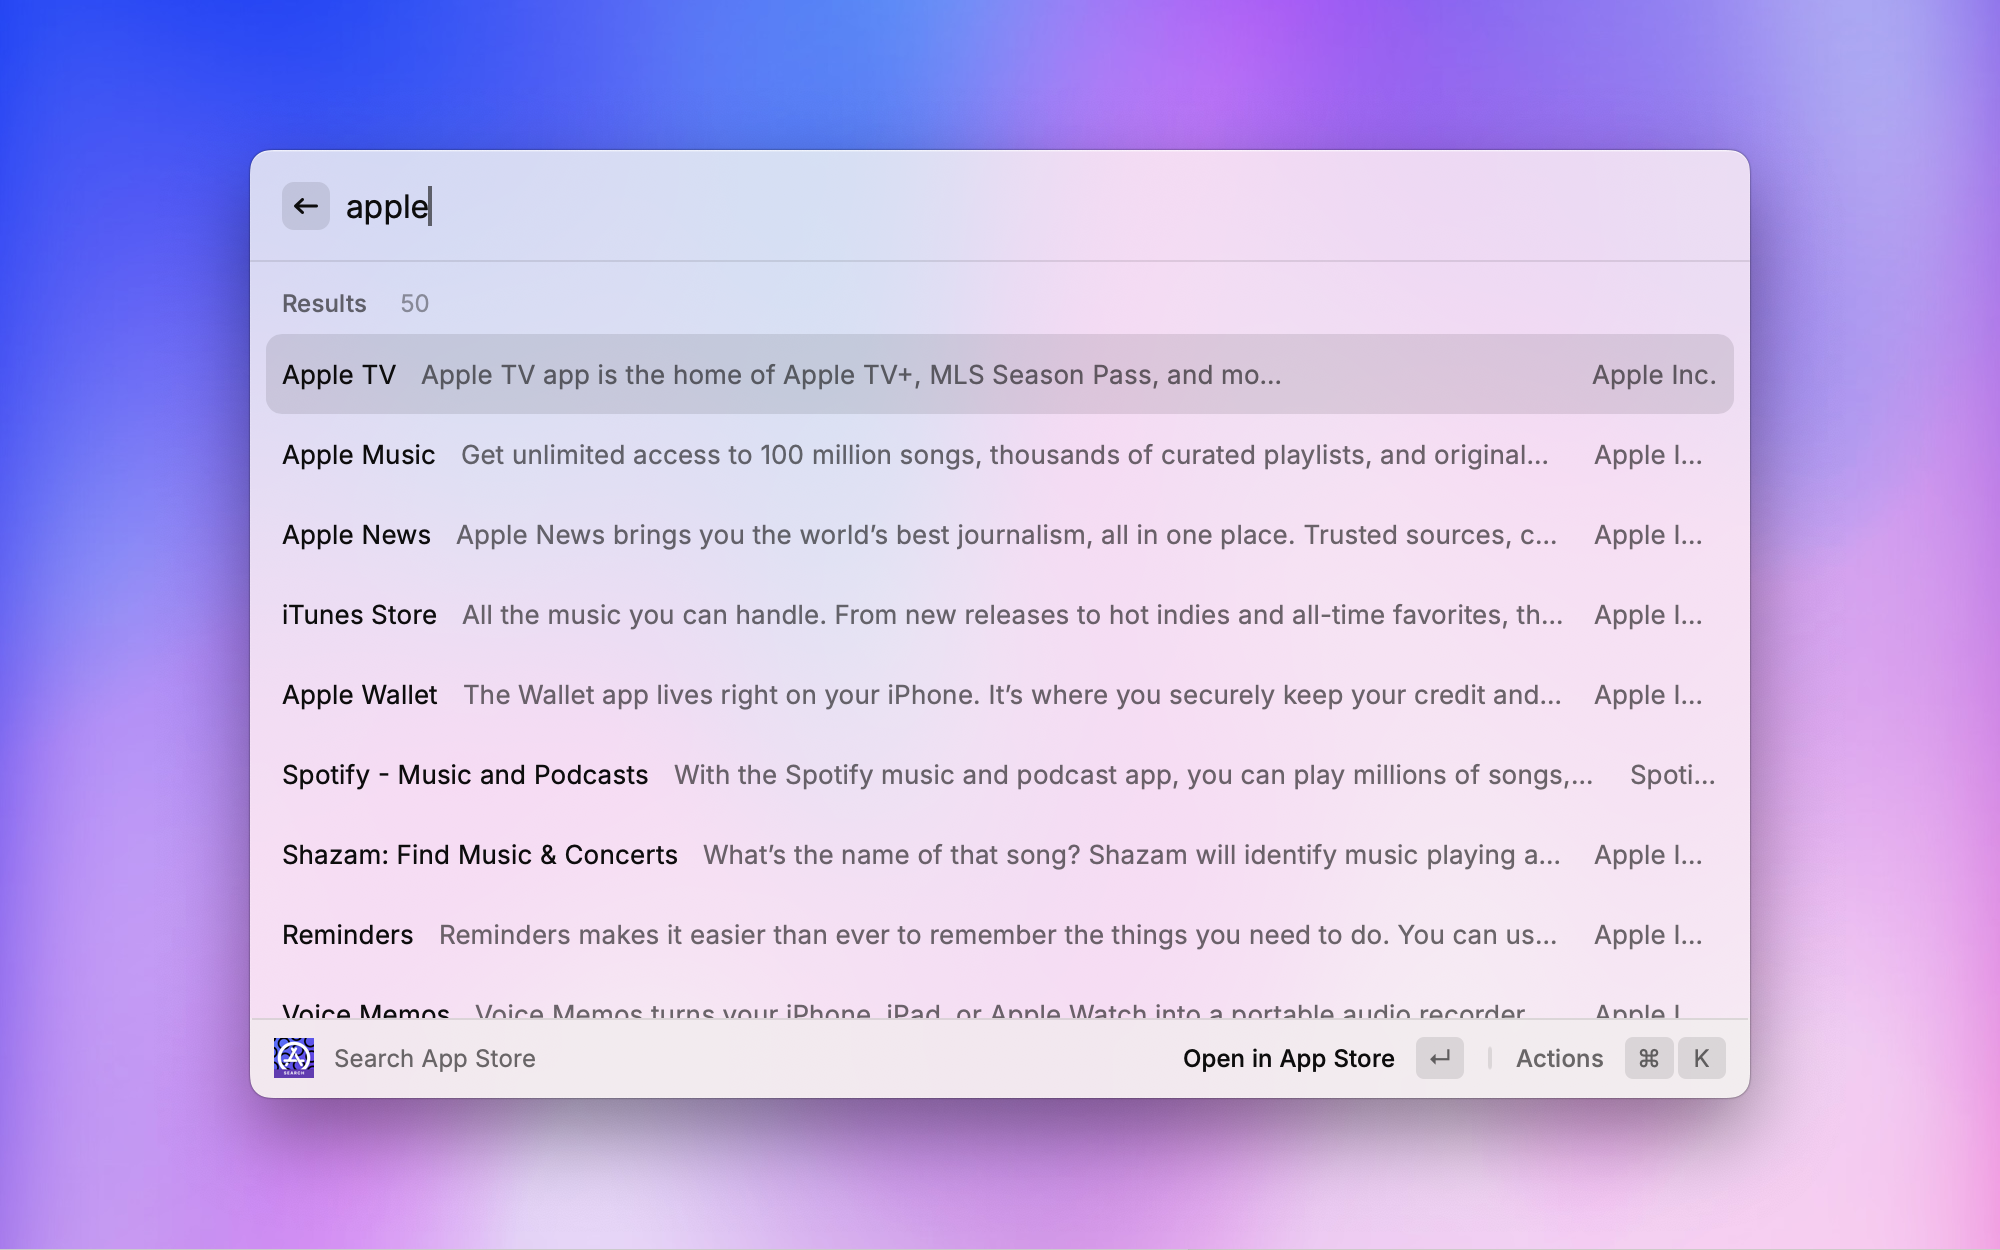 apple
Results 50
Apple TV Apple TV app is the home of Apple TV+, MLS Season Pass, and mo... Apple Inc.
Apple Music Get unlimited access to 100 million songs, thousands of curated playlists, and original... Apple I...
Apple News Apple News brings you the world’s best journalism, all in one place. Trusted sources, c... Apple I...
iTunes Store All the music you can handle. From new releases to hot indies and all-time favorites, th... Apple I...
Apple Wallet The Wallet app lives right on your iPhone. It’s where you securely keep your credit and... Apple I...
Spotify - Music and Podcasts With the Spotify music and podcast app, you can play millions of songs,... Spoti...
Shazam: Find Music & Concerts What’s the name of that song? Shazam will identify music playing a... Apple I...
Reminders Reminders makes it easier than ever to remember the things you need to do. You can us... Apple I...
Voice Memos Voice Memos turns your iPhone, iPad, or Apple Watch into a portable audio recorder Apple I
SEARCH Search App Store Open in App Store ↵ Actions ⌘ K